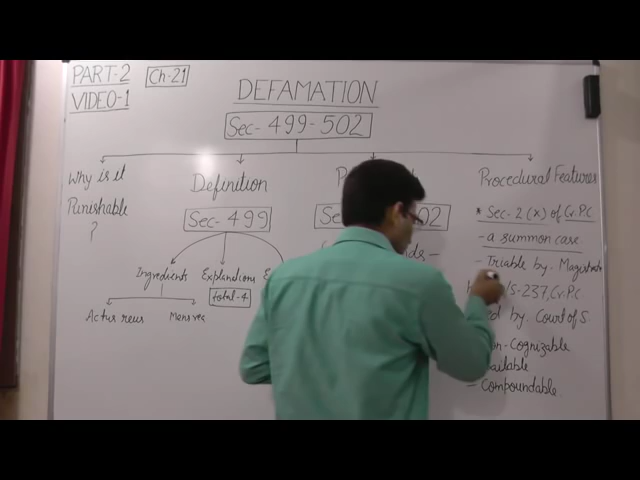 PART-2
VIDEO-1
Ch-21
DEFAMATION
Sec-499-502
Why is it
Punishable
?
Definition
Sec-499
Ingredients
Explanations
total-4
Actus reus
Mens rea
502
Procedural Features
* Sec-2(x) of Cr.P.C
- a summon case.
- Triable by. Magistrate
/S-237, Cr.P.C
by. Court of S.
-Cognizable
- Compoundable.